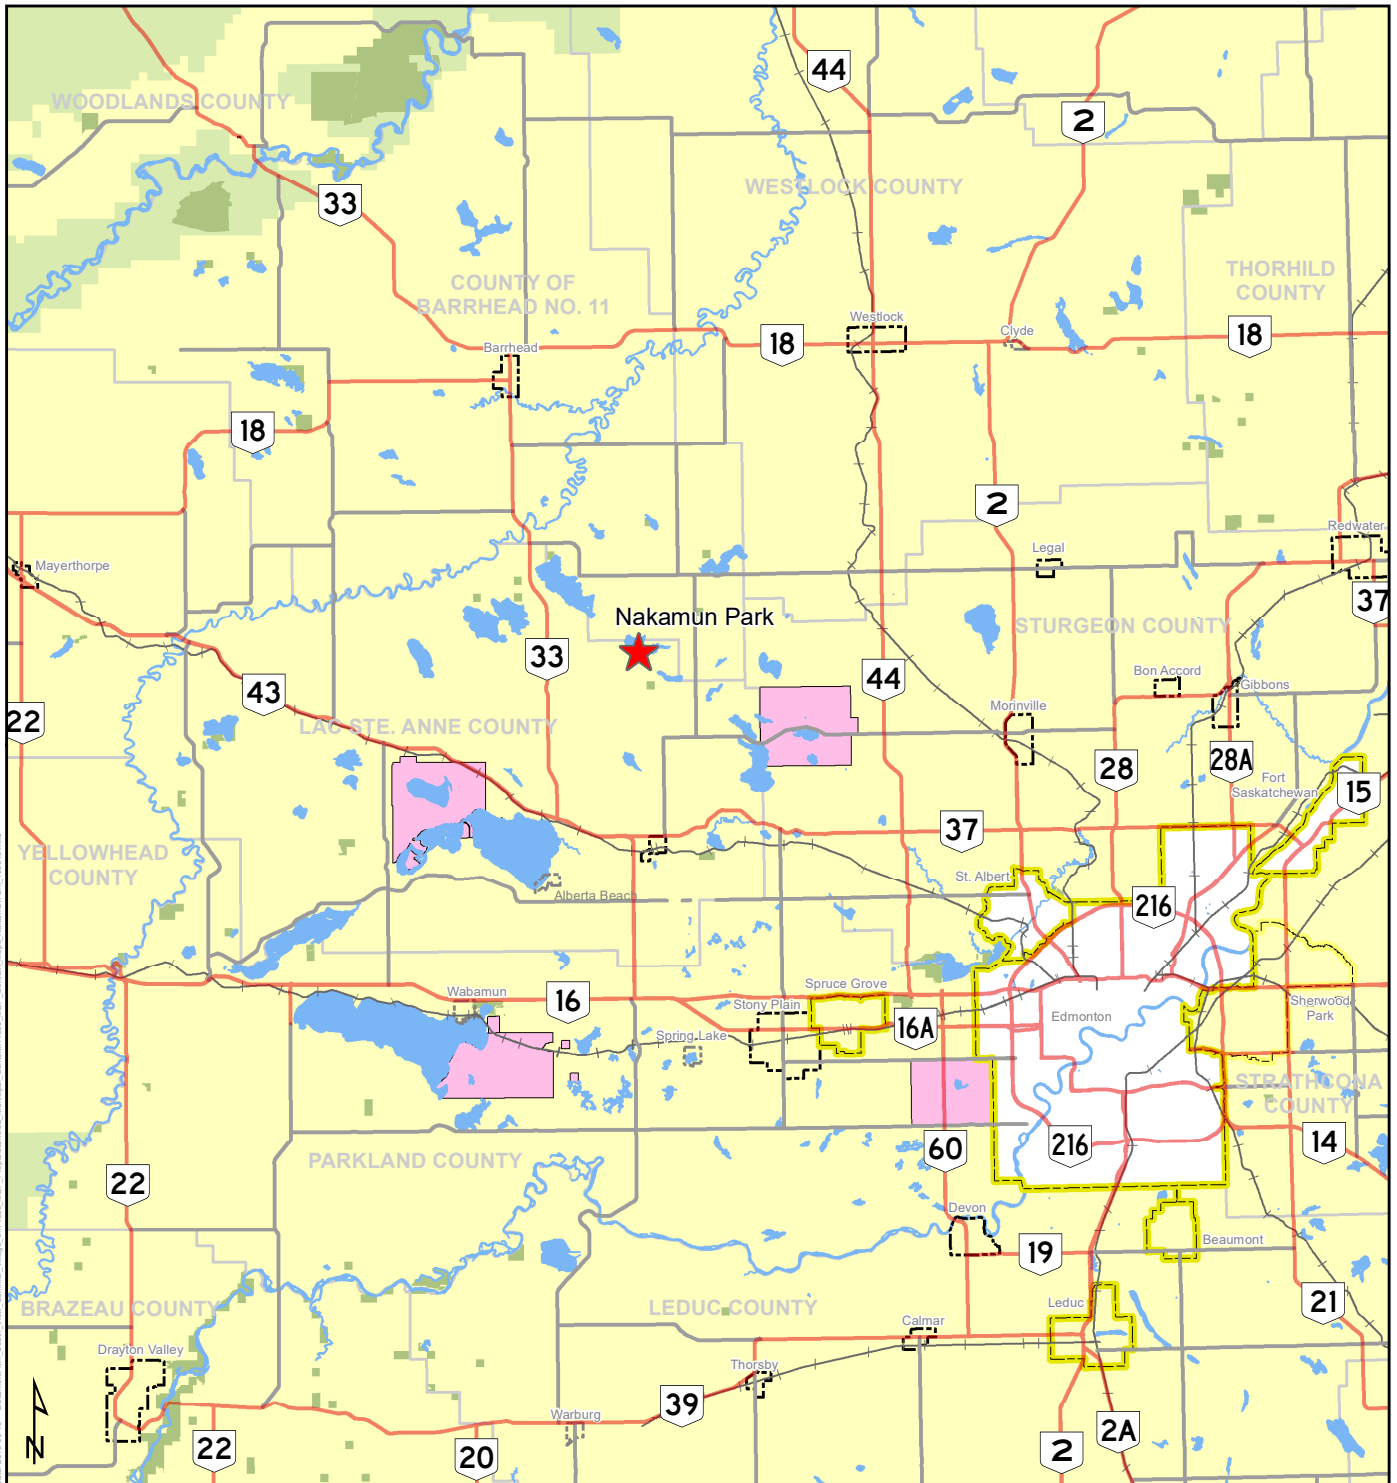 44
2
WOODLANDS COUNTY
WESTLOCK COUNTY
33
THORHILD
COUNTY
COUNTY OF
BARRHEAD NO. 11
Westlock
Clyde
18
18
Barrhead
18
2
Redwater
Legal
Mayerthorpe
37
Nakamun Park
STURGEON COUNTY
33
44
Bon Accord
Gibbons
43
Morinville
22
LAC STE. ANNE COUNTY
28
28A
Fort
Saskatchewan
15
37
YELLOWHEAD
COUNTY
St. Albert
Alberta Beach
216
Wabamun
16
Spruce Grove
Stony Plain
Sherwood
Park
Edmonton
16A
Spring Lake
STRATHCONA
COUNTY
60
216
14
PARKLAND COUNTY
22
Devon
19
Beaumont
BRAZEAU COUNTY
LEDUC COUNTY
Leduc
21
Calmar
Drayton Valley
Thorsby
39
Warburg
2A
22
20
2
N